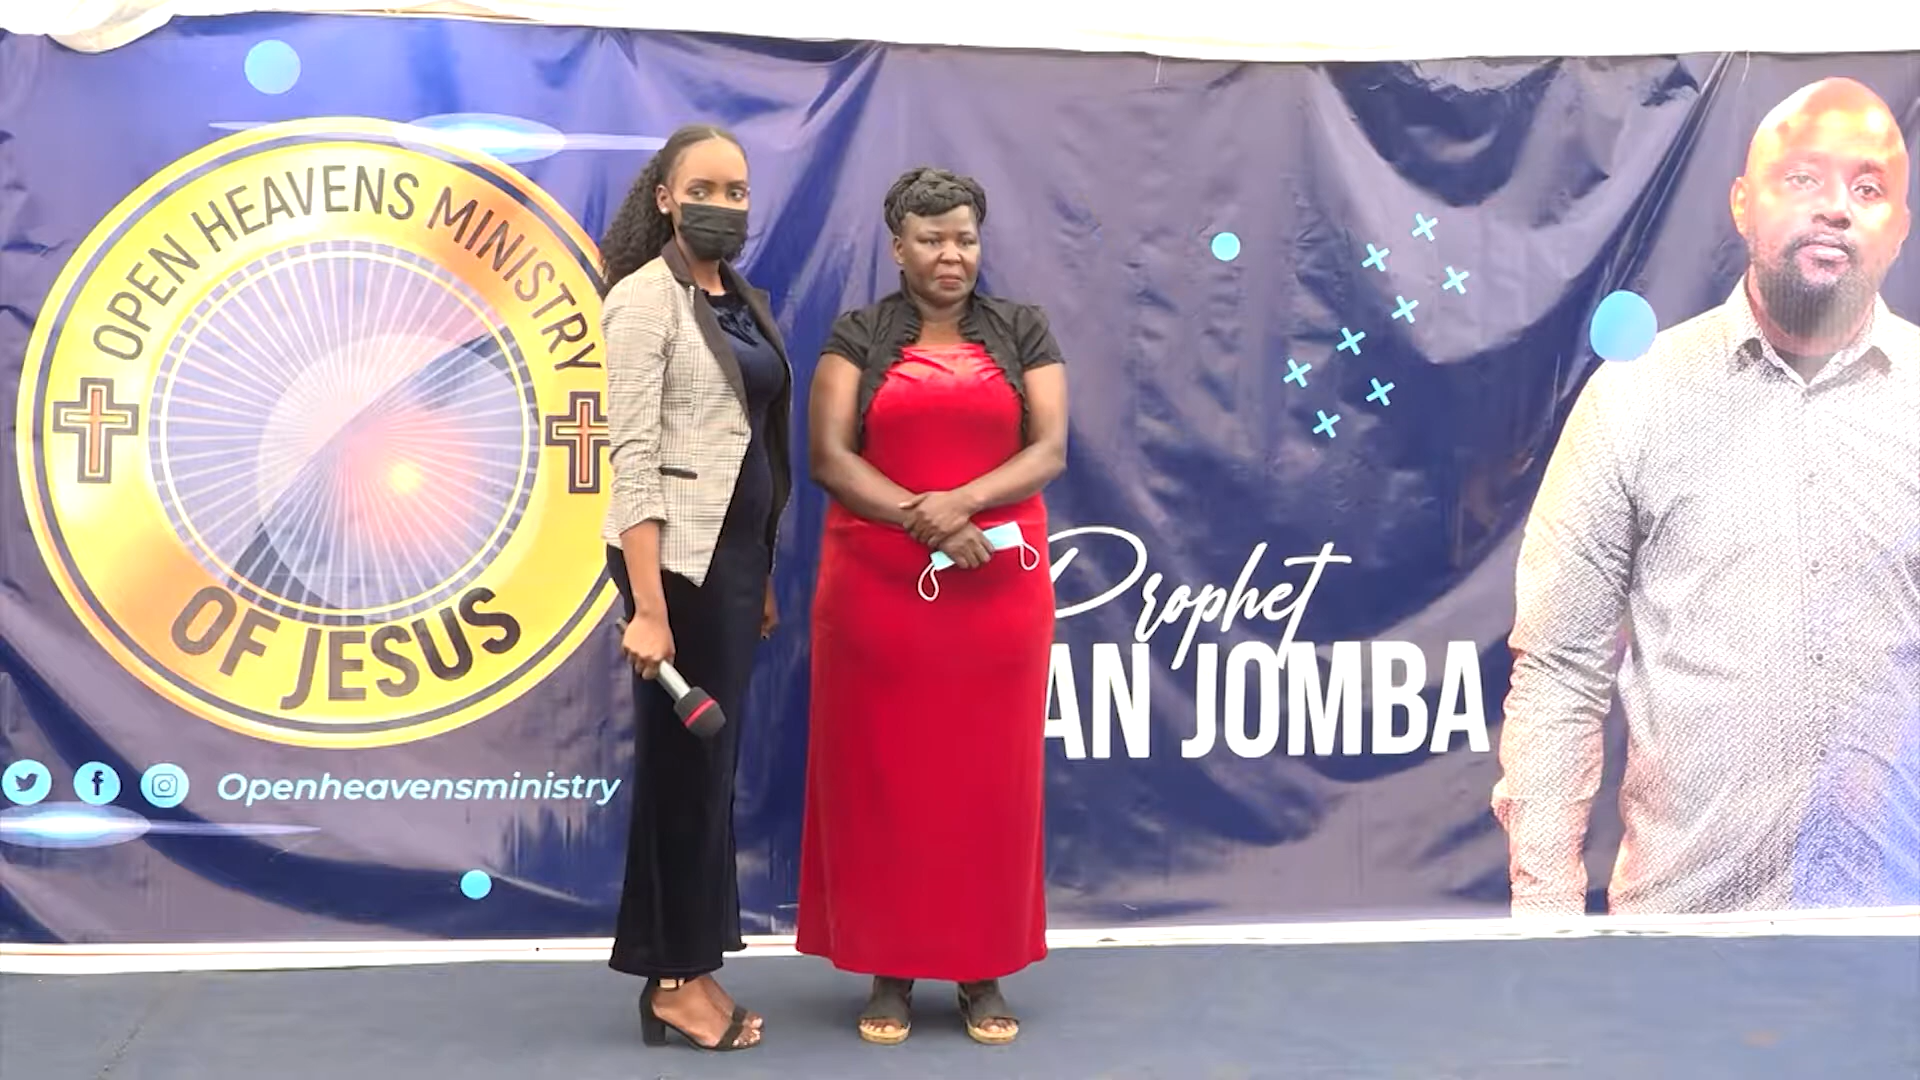 OPEN HEAVENS MINISTRY
OF JESUS
Openheavensministry
Prophet
AN JOMBA